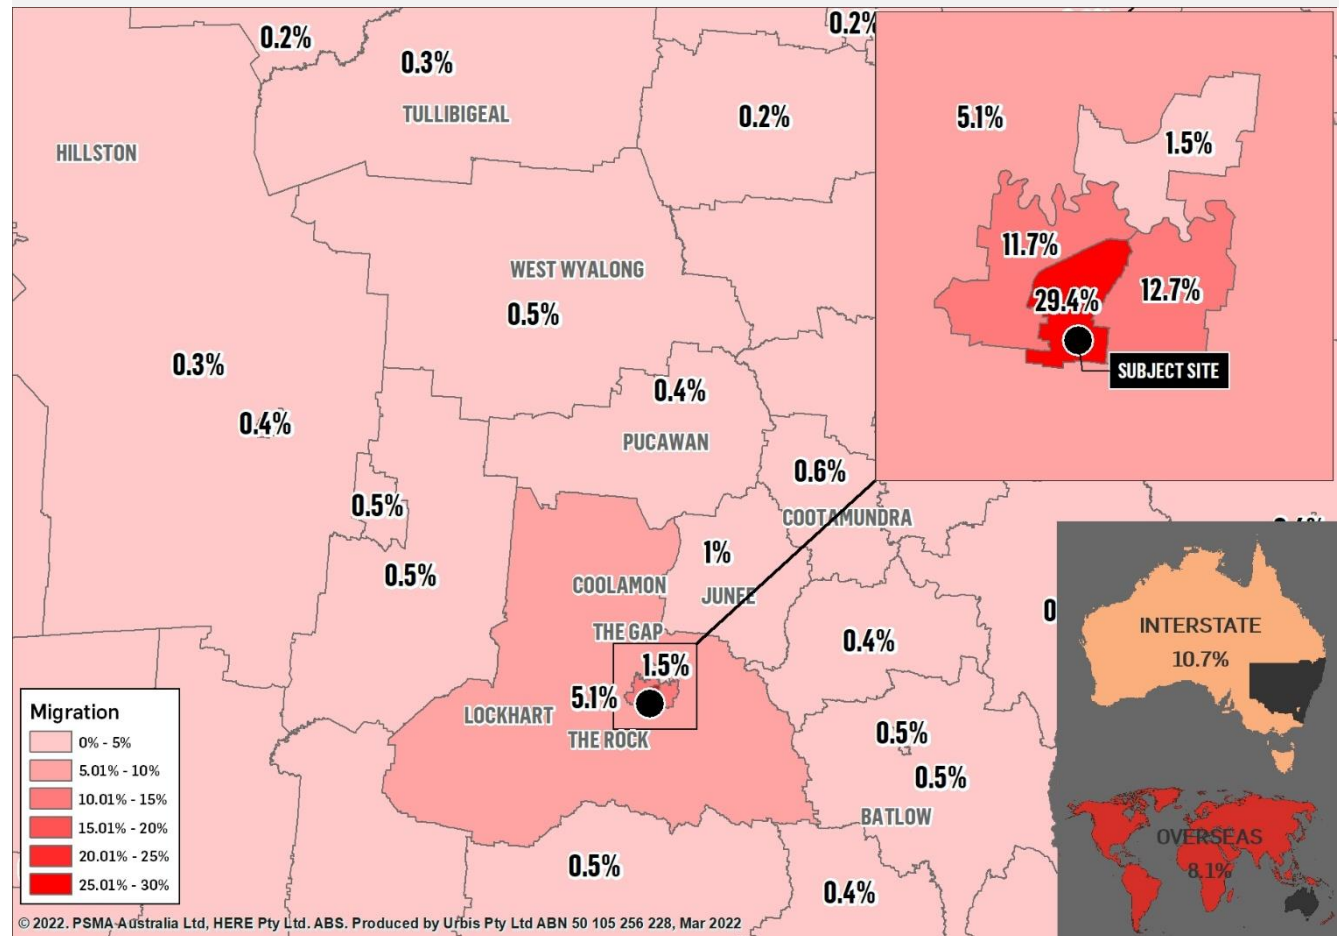 0.2%
0.3%
TULLIBIGEAL
HILLSTON
0.2%
0.2%
WEST WYALONG
0.5%
0.3%
0.4%
0.4%
PUCAWAN
0.5%
0.6%
COOTAMUNDRA
0.5%
1%
COOLAMON
JUNEE
THE GAP
1.5%
0.4%
5.1%
LOCKHART
THE ROCK
0.5%
0.5%
BATLOW
0.5%
0.4%
5.1%
1.5%
11.7%
29.4%
12.7%
SUBJECT SITE
INTERSTATE
10.7%
OVERSEAS
8.1%
Migration
0% - 5%
5.01% - 10%
10.01% - 15%
15.01% - 20%
20.01% - 25%
25.01% - 30%
© 2022. PSMA Australia Ltd, HERE Pty Ltd. ABS. Produced by Urbis Pty Ltd ABN 50 105 256 228, Mar 2022